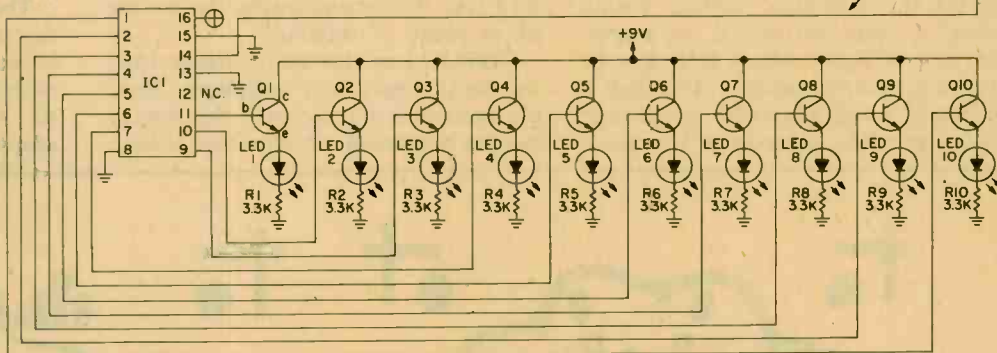 1 16
2 15
3 14
4 13
5 12 NC
6 11
7 10
8 9
IC1
+9V
Q1 Q2 Q3 Q4 Q5 Q6 Q7 Q8 Q9 Q10
b c e
LED 1 LED 2 LED 3 LED 4 LED 5 LED 6 LED 7 LED 8 LED 9 LED 10
R1 R2 R3 R4 R5 R6 R7 R8 R9 R10
3.3K 3.3K 3.3K 3.3K 3.3K 3.3K 3.3K 3.3K 3.3K 3.3K